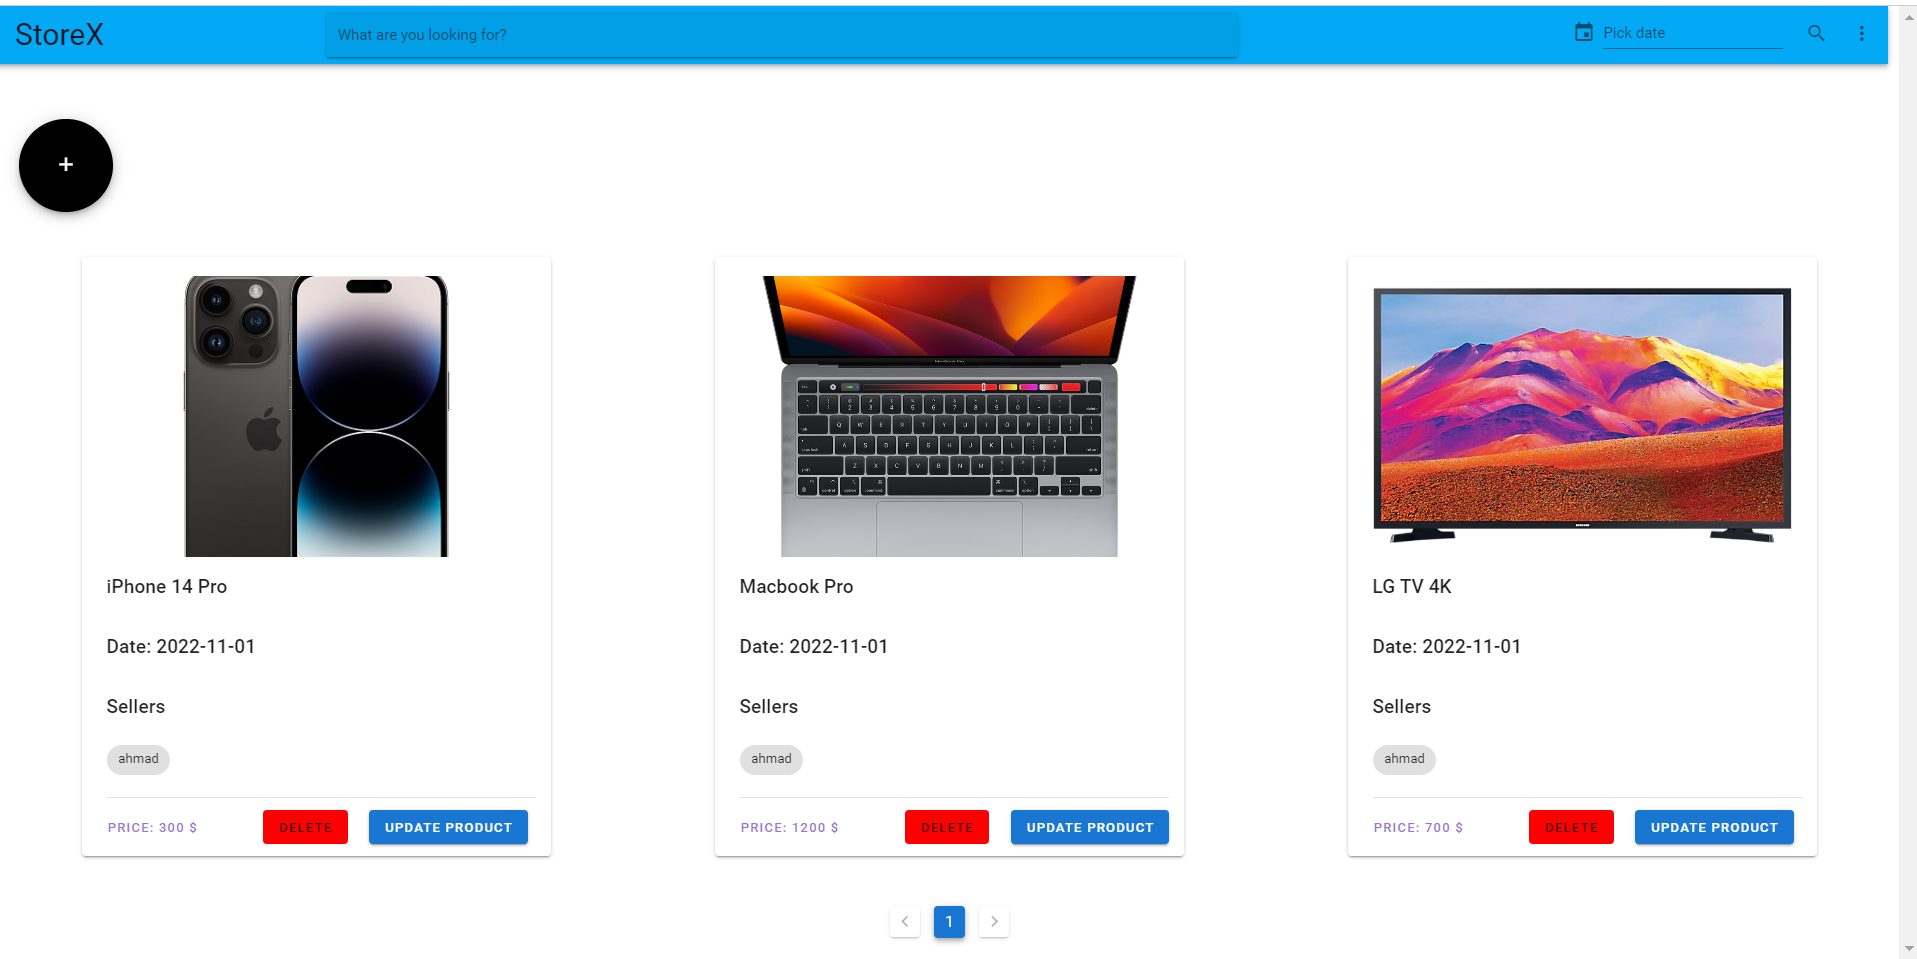 StoreX
What are you looking for?
Pick date
+
iPhone 14 Pro
Date: 2022-11-01
Sellers
ahmad
PRICE: 300 $
DELETE
UPDATE PRODUCT
Macbook Pro
Date: 2022-11-01
Sellers
ahmad
PRICE: 1200 $
DELETE
UPDATE PRODUCT
LG TV 4K
Date: 2022-11-01
Sellers
ahmad
PRICE: 700 $
DELETE
UPDATE PRODUCT
1